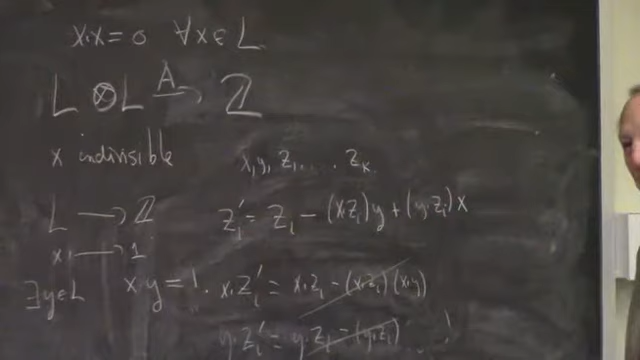 x·x = 0 ∀x∈L
L ⊗ L A→ ℤ
x indivisible
x, y, z₁ .... z_K.
L → ℤ
z₁' = z₁ − (x·z₁)y + (y·z₁)x
x → 1
∃y∈L x·y = 1. x·z₁' = x·z₁ − (x·z₁)(x·y)
y·z₁' = y·z₁ − (y·z₁)